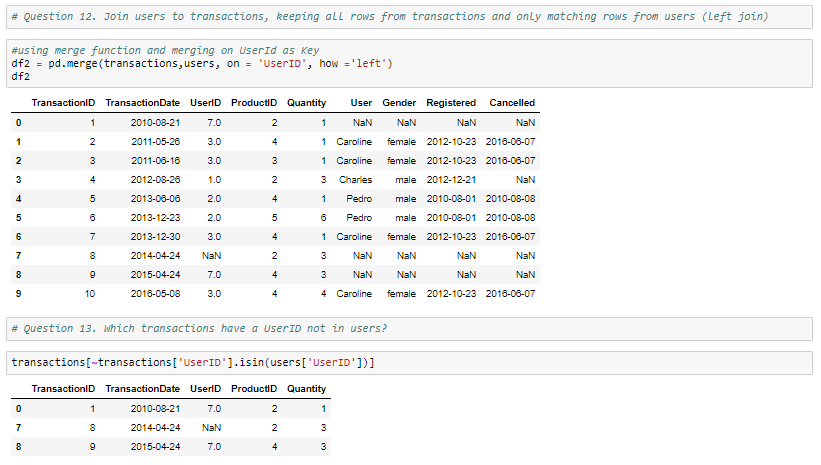 # Question 12. Join users to transactions, keeping all rows from transactions and only matching rows from users (left join)
#using merge function and merging on UserId as Key
df2 = pd.merge(transactions,users, on = 'UserID', how ='left')
df2
TransactionID TransactionDate UserID ProductID Quantity User Gender Registered Cancelled
0 1 2010-08-21 7.0 2 1 NaN NaN NaN NaN
1 2 2011-05-26 3.0 4 1 Caroline female 2012-10-23 2016-06-07
2 3 2011-06-16 3.0 3 1 Caroline female 2012-10-23 2016-06-07
3 4 2012-08-26 1.0 2 3 Charles male 2012-12-21 NaN
4 5 2013-06-06 2.0 4 1 Pedro male 2010-08-01 2010-08-08
5 6 2013-12-23 2.0 5 6 Pedro male 2010-08-01 2010-08-08
6 7 2013-12-30 3.0 4 1 Caroline female 2012-10-23 2016-06-07
7 8 2014-04-24 NaN 2 3 NaN NaN NaN NaN
8 9 2015-04-24 7.0 4 3 NaN NaN NaN NaN
9 10 2016-05-08 3.0 4 4 Caroline female 2012-10-23 2016-06-07
# Question 13. Which transactions have a UserID not in users?
transactions[~transactions['UserID'].isin(users['UserID'])]
TransactionID TransactionDate UserID ProductID Quantity
0 1 2010-08-21 7.0 2 1
7 8 2014-04-24 NaN 2 3
8 9 2015-04-24 7.0 4 3